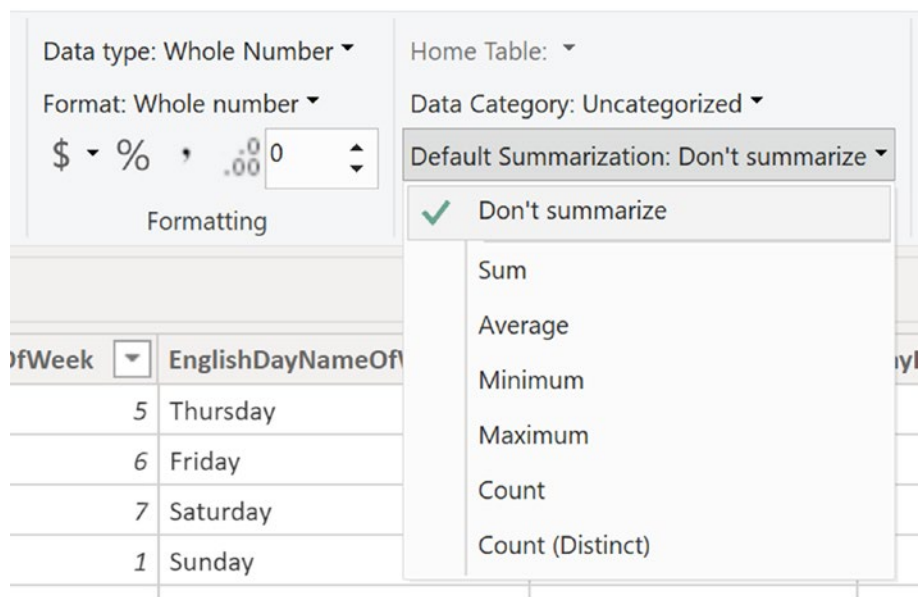 Data type: Whole Number
Home Table:
Format: Whole number
Data Category: Uncategorized
$ % , .00 0
Default Summarization: Don't summarize
Formatting
Don't summarize
Sum
Average
Minimum
Maximum
Count
Count (Distinct)
OfWeek EnglishDayNameOf
5 Thursday
6 Friday
7 Saturday
1 Sunday